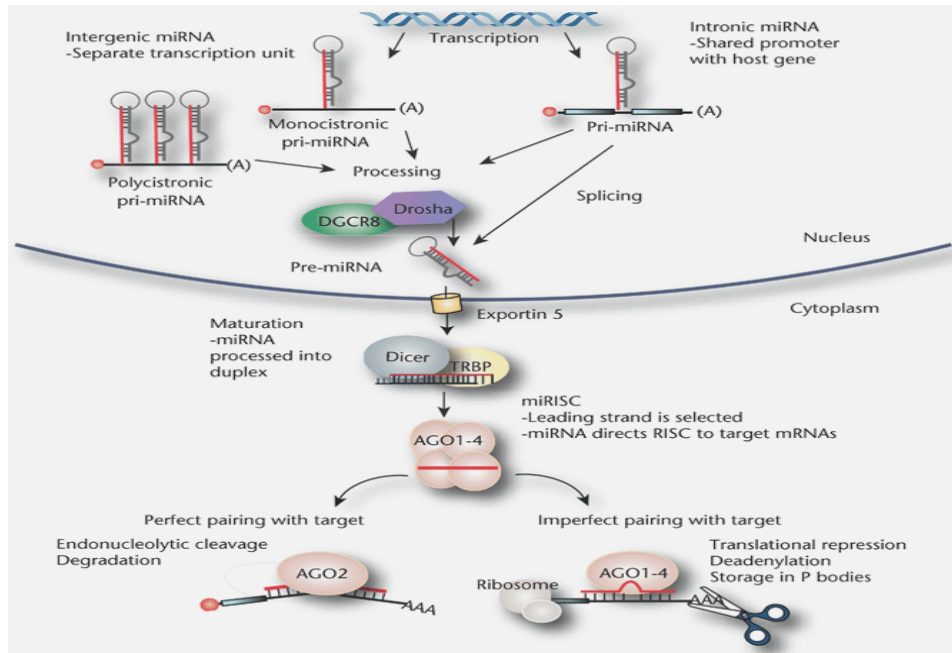 Intergenic miRNA
-Separate transcription unit
Transcription
Intronic miRNA
-Shared promoter
with host gene
(A)
Monocistronic
pri-miRNA
(A)
Pri-miRNA
(A)
Polycistronic
pri-miRNA
Processing
Splicing
DGCR8
Drosha
Nucleus
Pre-miRNA
Exportin 5
Cytoplasm
Maturation
-miRNA
processed into
duplex
Dicer
TRBP
miRISC
-Leading strand is selected
-miRNA directs RISC to target mRNAs
AGO1-4
Perfect pairing with target
Imperfect pairing with target
Endonucleolytic cleavage
Degradation
Translational repression
Deadenylation
Storage in P bodies
AGO2
AAA
Ribosome
AGO1-4
AAA